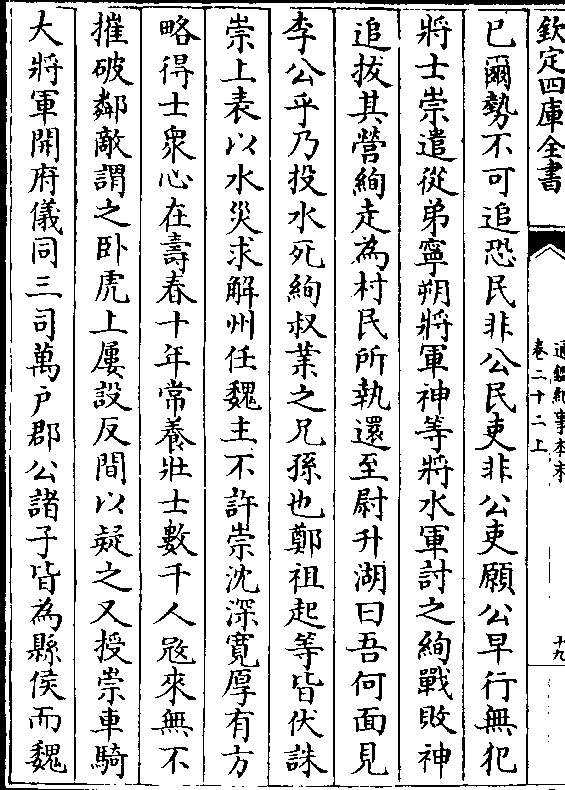 欽定四庫全書
通鑑紀事本末
卷二十二上
十九
已爾勢不可追恐民非公民吏非公吏願公早行無犯
將士崇遣從弟寧朔將軍神等將水軍討之絢戰敗神
追拔其營絢走為村民所執還至尉升湖曰吾何面見
李公乎乃投水死絢叔業之兄孫也鄭祖起等皆伏誅
崇上表以水災求解州任魏主不許崇沈深寛厚有方
略得士衆心在壽春十年常養壯士數千人㓂來無不
摧破鄰敵謂之卧虎上屢設反間以疑之又授崇車騎
大將軍開府儀同三司萬户郡公諸子皆為縣侯而魏